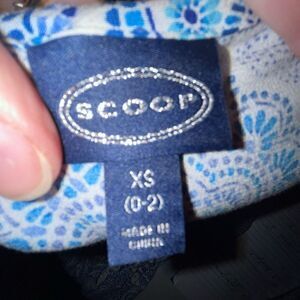 SCOOP
XS
(0-2)
MADE IN
CHINA